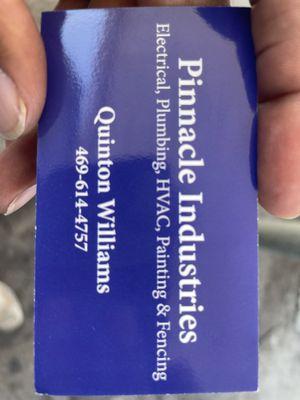 Pinnacle Industries
Electrical, Plumbing, HVAC, Painting & Fencing
Quinton Williams
469-614-4757